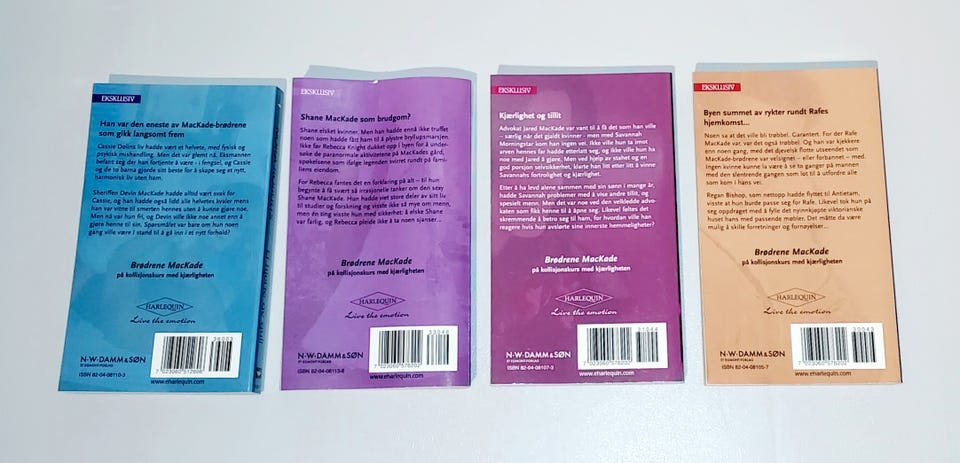 EKSKLUSIV
Han var den eneste av MacKade-brødrene
som gikk langsomt frem
Cassie Dolins liv hadde vært et helvete, med fysisk og
psykisk mishandling. Men det var glemt nå. Eksmannen
befant seg der han fortjente å være - i fengsel, og Cassie
og de to barna gjorde sitt beste for å skape seg et nytt,
harmonisk liv uten ham.
Sheriffen Devin MacKade hadde alltid vært svak for
Cassie, og han hadde også lidd alle helvetes kvaler mens
han var vitne til smerten hennes uten å kunne gjøre noe.
Men nå var hun fri, og Devin ville ikke noe annet enn å
gjøre henne til sin. Spørsmålet var bare om hun noen
gang ville være i stand til å gå inn i et nytt forhold?
Brødrene MacKade
på kollisjonskurs med kjærligheten
HARLEQUIN
Live the emotion
N·W·DAMM & SØN
ET EGMONT-FORLAG
ISBN 82-04-08110-3
www.eharlequin.com
EKSKLUSIV
Shane MacKade som brudgom?
Shane elsket kvinner. Men han hadde ennå ikke truffet
noen som hadde fått ham til å plystre bryllupsmarsjen.
Ikke før Rebecca Knight dukket opp i byen for å under-
søke de paranormale aktivitetene på MacKades gård,
spøkelsene som ifølge legenden svirret rundt på famili-
ens eiendom.
For Rebecca fantes det en forklaring på alt – til hun
begynte å få svært så irrasjonelle tanker om den sexy
Shane MacKade. Hun hadde viet store deler av sitt liv
til studier og forskning og visste ikke så mye om menn,
men én ting visste hun med sikkerhet: å elske Shane
var farlig, og Rebecca pleide ikke å ta noen sjanser...
Brødrene MacKade
på kollisjonskurs med kjærligheten
HARLEQUIN
Live the emotion
N·W·DAMM & SØN
ET EGMONT-FORLAG
ISBN 82-04-08113-8
www.eharlequin.com
EKSKLUSIV
Kjærlighet og tillit
Advokat Jared MacKade var vant til å få det som han ville
– særlig når det gjaldt kvinner - men med Savannah
Morningstar kom han ingen vei. Ikke ville hun ta imot
arven hennes far hadde etterlatt seg, og ikke ville hun ha
noe med Jared å gjøre. Men ved hjelp av stahet og en
god porsjon selvsikkerhet, klarte han litt etter litt å vinne
Savannahs fortrolighet og kjærlighet.
Etter å ha levd alene sammen med sin sønn i mange år,
hadde Savannah problemer med å vise andre tillit, og
spesielt menn. Men det var noe ved den veilkledde advo-
katen som fikk henne til å åpne seg. Likevel føltes det
skremmende å betro seg til ham, for hvordan ville han
reagere hvis hun avslørte sine innerste hemmeligheter?
Brødrene MacKade
på kollisjonskurs med kjærligheten
HARLEQUIN
Live the emotion
N·W·DAMM & SØN
ET EGMONT-FORLAG
ISBN 82-04-08107-3
www.eharlequin.com
EKSKLUSIV
Byen summet av rykter rundt Rafes
hjemkomst...
Noen sa at det ville bli trøbbel. Garantert. For der Rafe
MacKade var, var det også trøbbel. Og han var kjekkere
enn noen gang, med det djevelsk flotte utseendet som
MacKade-brødrene var velsignet – eller forbannet – med.
Ingen kvinne kunne la være å se to ganger på mannen
med den slentrende gangen som lot til å utfordre alle
som kom i hans vei.
Regan Bishop, som nettopp hadde flyttet til Antietam,
visste at hun burde passe seg for Rafe. Likevel tok hun på
seg oppdraget med å fylle det nyinnkjøpte viktorianske
huset hans med passende møbler. Det måtte da være
mulig å skille forretninger og fornøyelser...
Brødrene MacKade
på kollisjonskurs med kjærligheten
HARLEQUIN
Live the emotion
N·W·DAMM & SØN
ET EGMONT-FORLAG
ISBN 82-04-08105-7
www.eharlequin.com